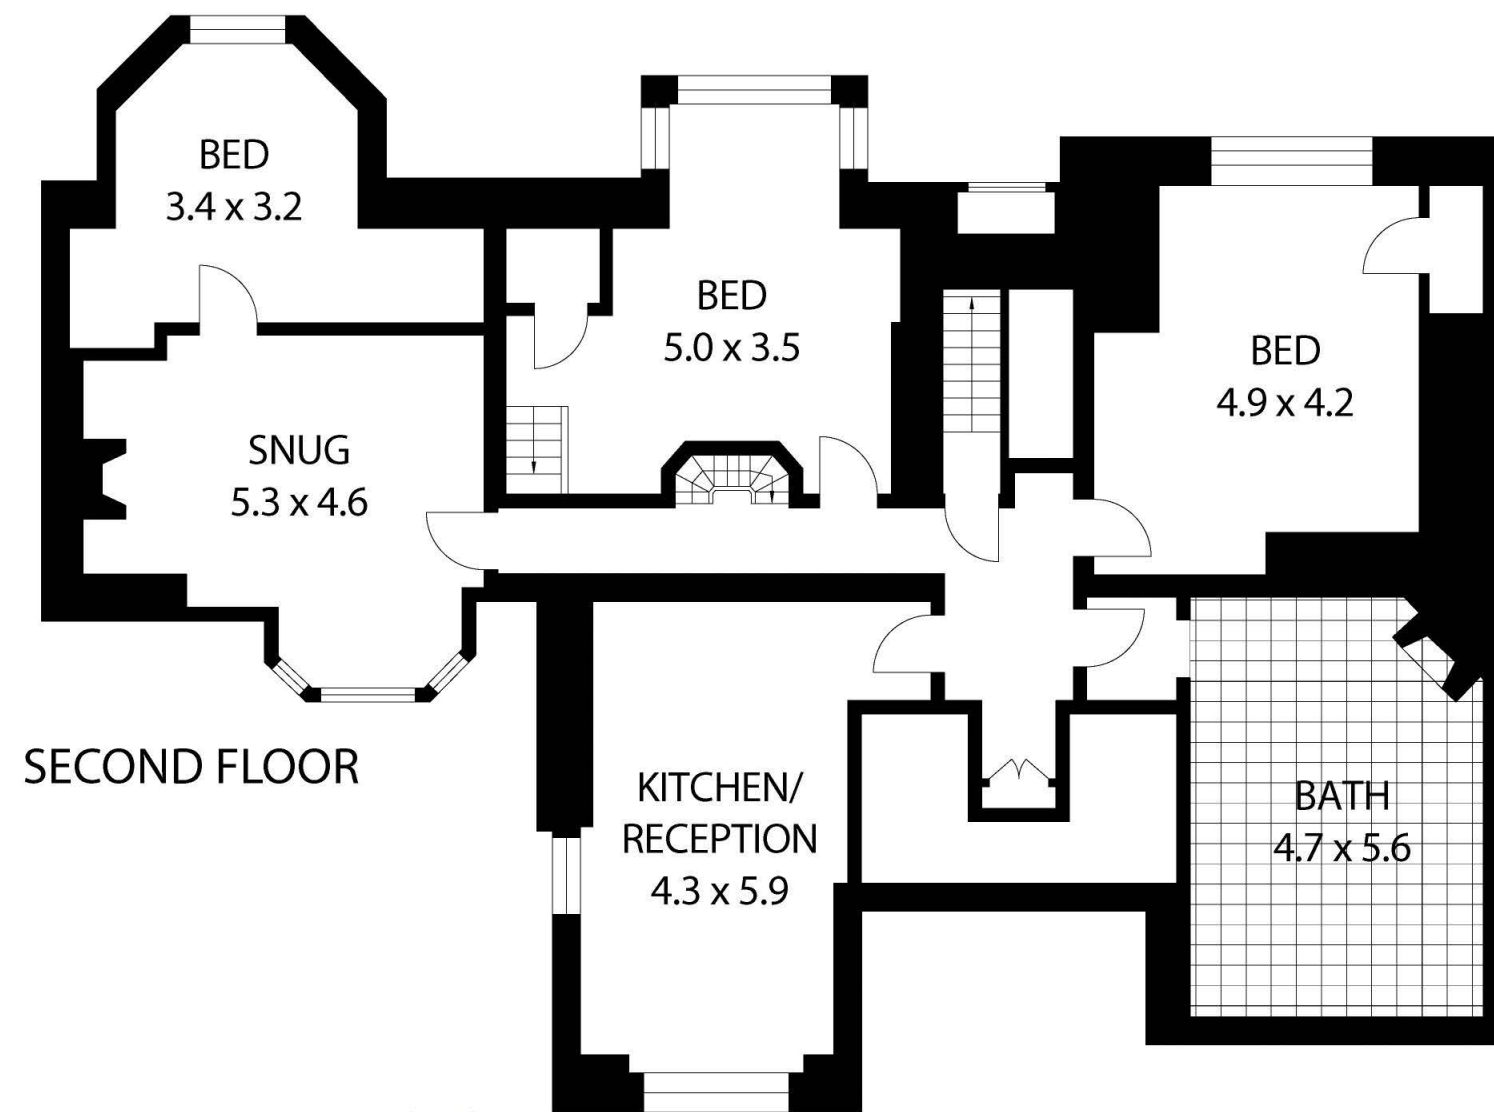 BED
3.4 x 3.2
BED
5.0 x 3.5
BED
4.9 x 4.2
SNUG
5.3 x 4.6
SECOND FLOOR
KITCHEN/
RECEPTION
4.3 x 5.9
BATH
4.7 x 5.6